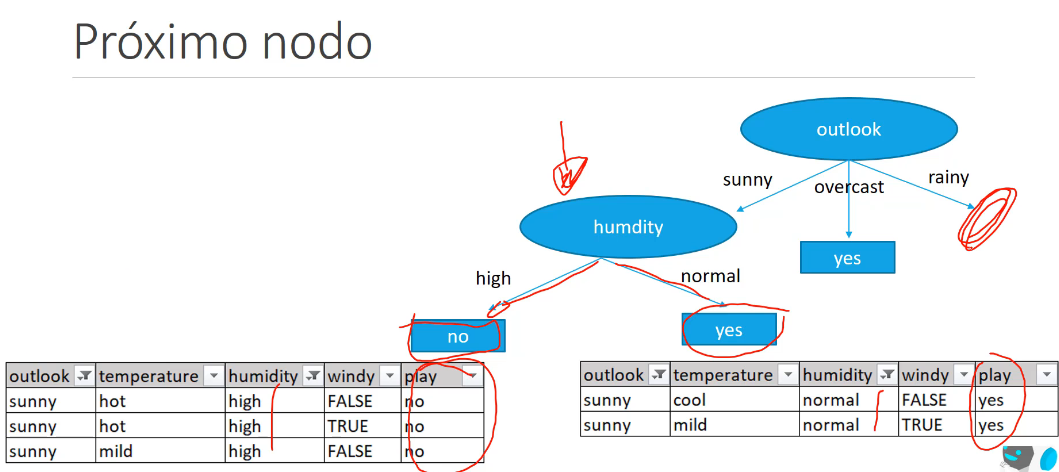 Próximo nodo
outlook
sunny
overcast
rainy
humdity
yes
high
normal
no
yes
outlook temperature humidity windy play
sunny hot high FALSE no
sunny hot high TRUE no
sunny mild high FALSE no
outlook temperature humidity windy play
sunny cool normal FALSE yes
sunny mild normal TRUE yes